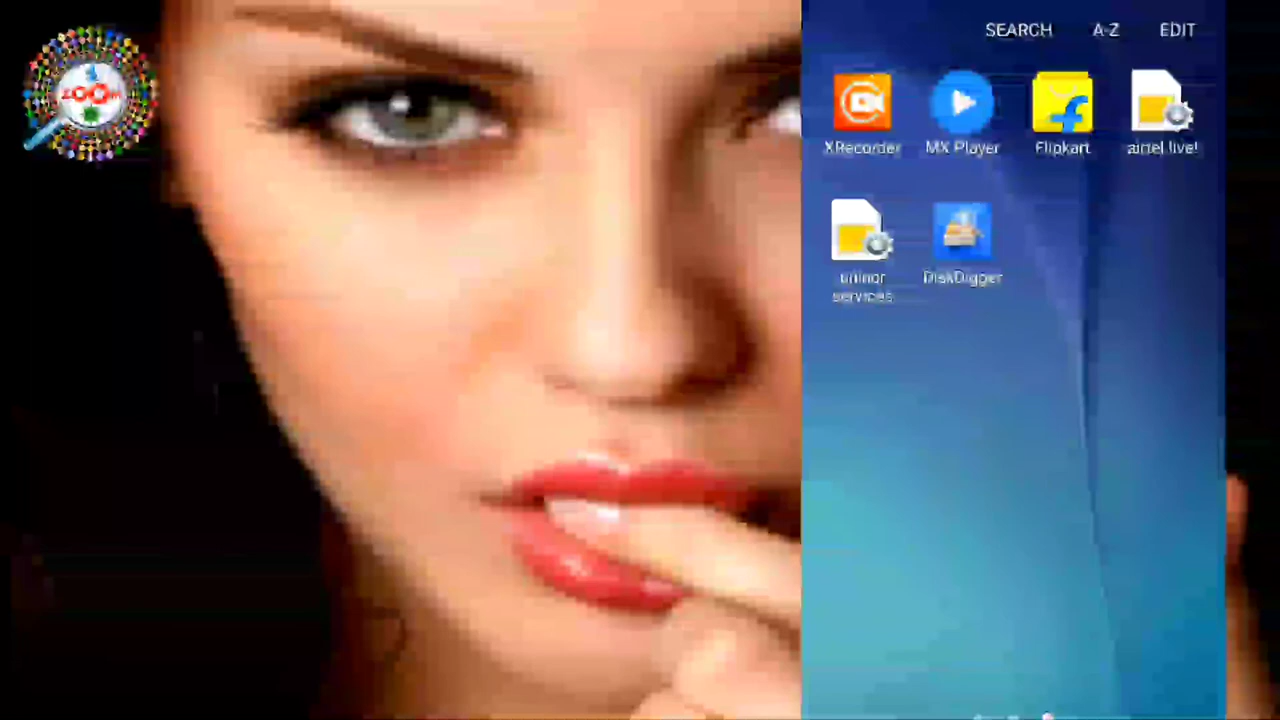 SEARCH A-Z EDIT
XRecorder MX Player Flipkart airtel live!
uninor DiskDigger
services